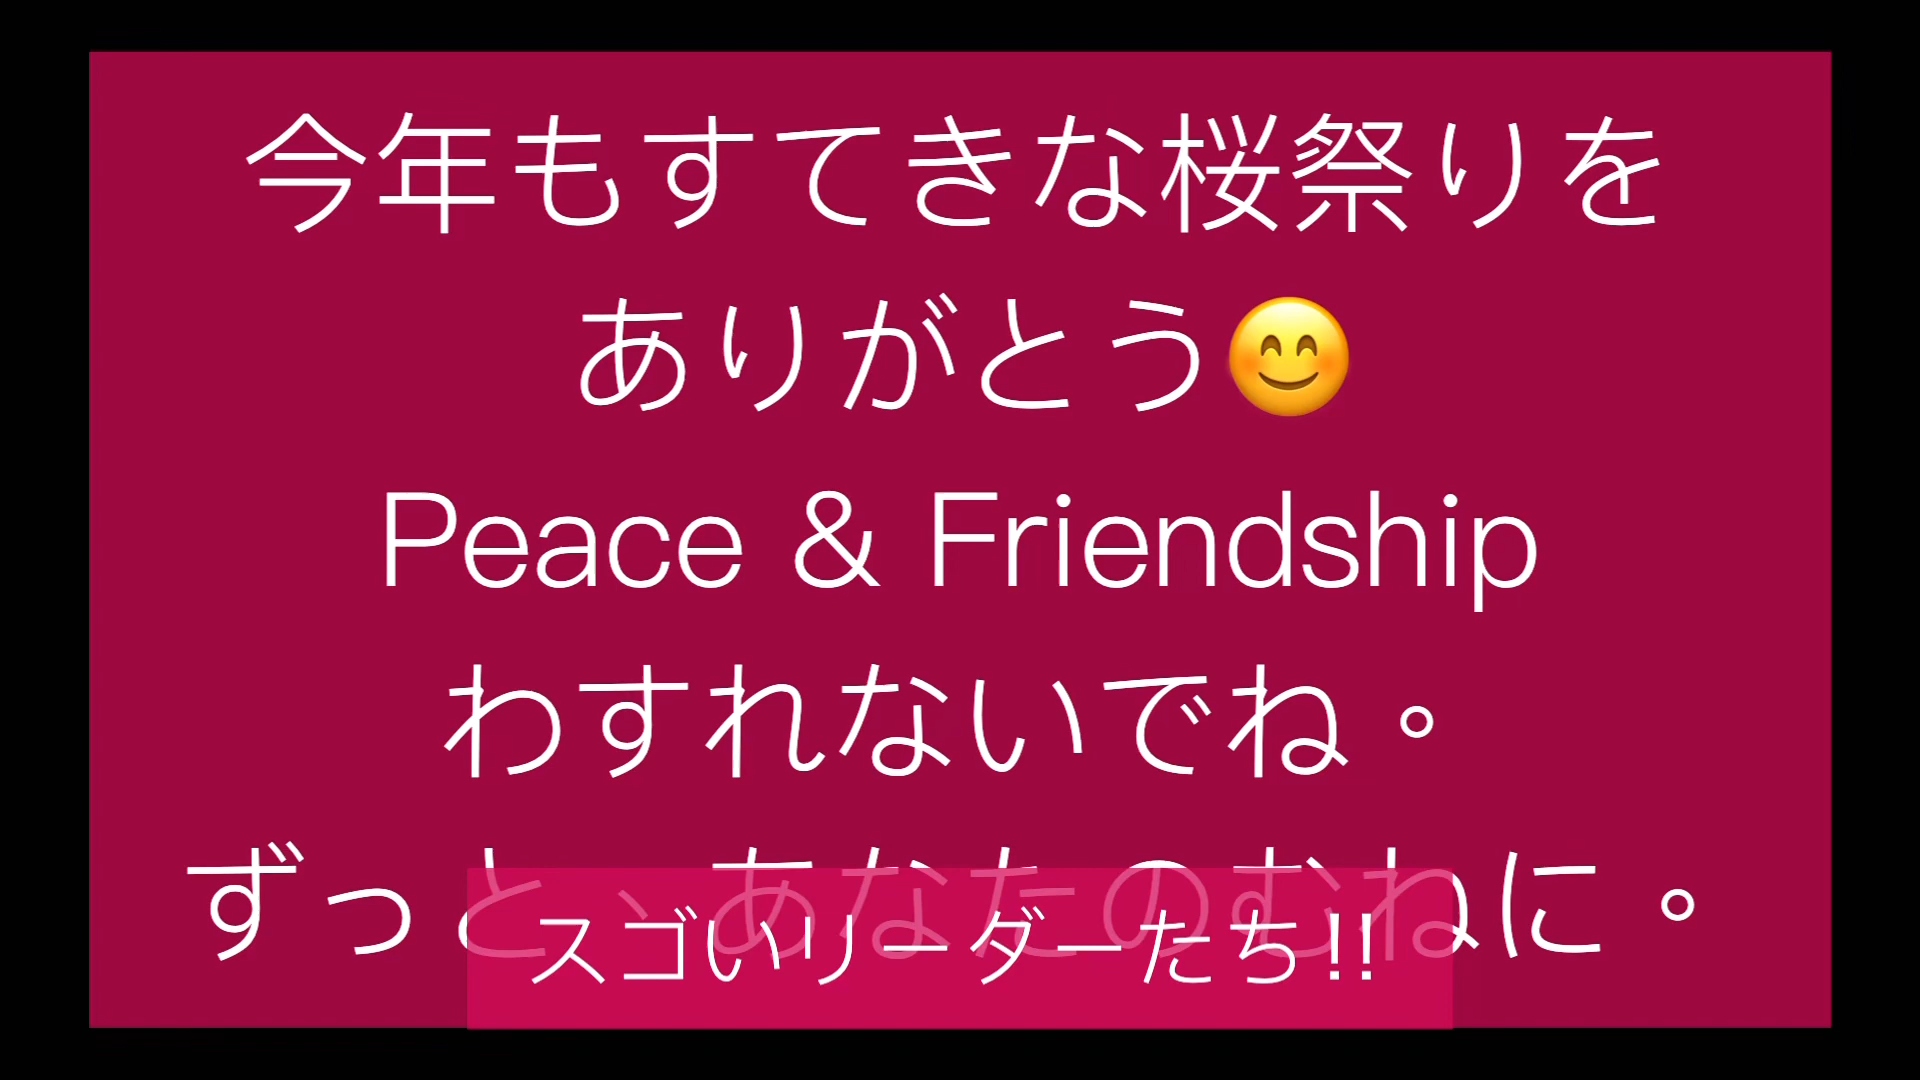 今年もすてきな桜祭りを
ありがとう😊
Peace & Friendship
わすれないでね。
ずっと、あなたのむねに。
スゴいリーダーたち!!